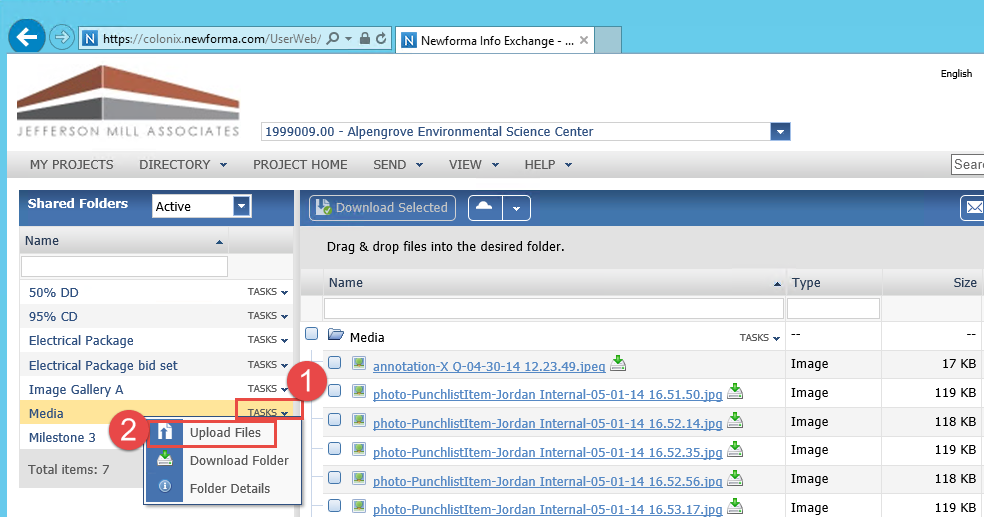 https://colonix.newforma.com/UserWeb/
Newforma Info Exchange - ...
English
JEFFERSON MILL ASSOCIATES
1999009.00 - Alpengrove Environmental Science Center
MY PROJECTS DIRECTORY PROJECT HOME SEND VIEW HELP Searc
Shared Folders Active
Name
50% DD TASKS
95% CD TASKS
Electrical Package TASKS
Electrical Package bid set TASKS
Image Gallery A TASKS
Media TASKS
Milestone 3
Total items: 7
1
2
Upload Files
Download Folder
Folder Details
Download Selected
Drag & drop files into the desired folder.
Name Type Size
Media TASKS -- --
annotation-X Q-04-30-14 12.23.49.jpeg Image 17 KB
photo-PunchlistItem-Jordan Internal-05-01-14 16.51.50.jpg Image 119 KB
photo-PunchlistItem-Jordan Internal-05-01-14 16.52.14.jpg Image 118 KB
photo-PunchlistItem-Jordan Internal-05-01-14 16.52.35.jpg Image 119 KB
photo-PunchlistItem-Jordan Internal-05-01-14 16.52.56.jpg Image 118 KB
photo-PunchlistItem-Jordan Internal-05-01-14 16.53.17.jpg Image 119 KB